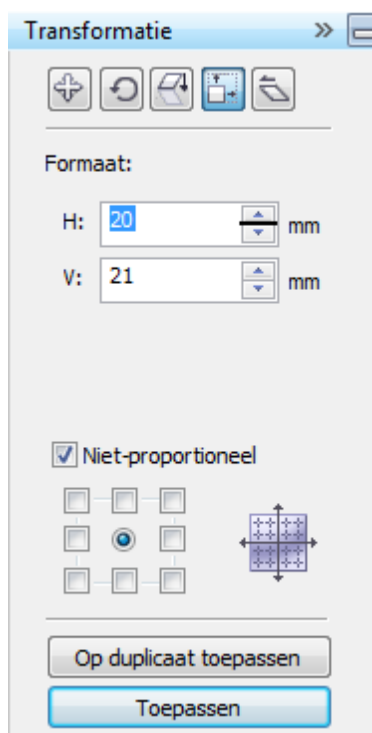 Transformatie
Formaat:
H: 20 mm
V: 21 mm
Niet-proportioneel
Op duplicaat toepassen
Toepassen